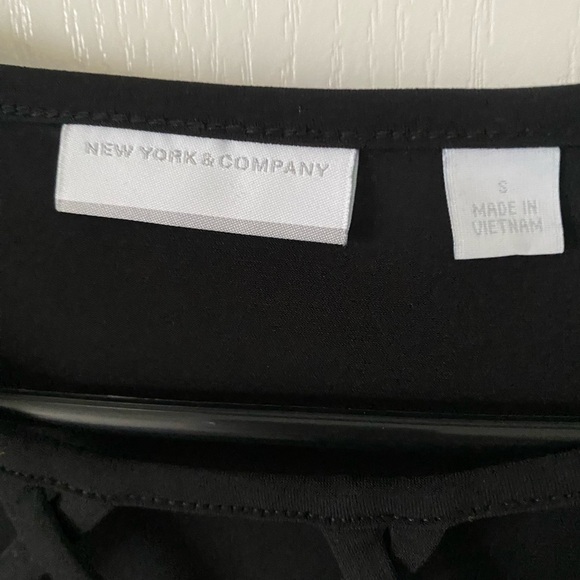 NEW YORK & COMPANY
S
MADE IN
VIETNAM